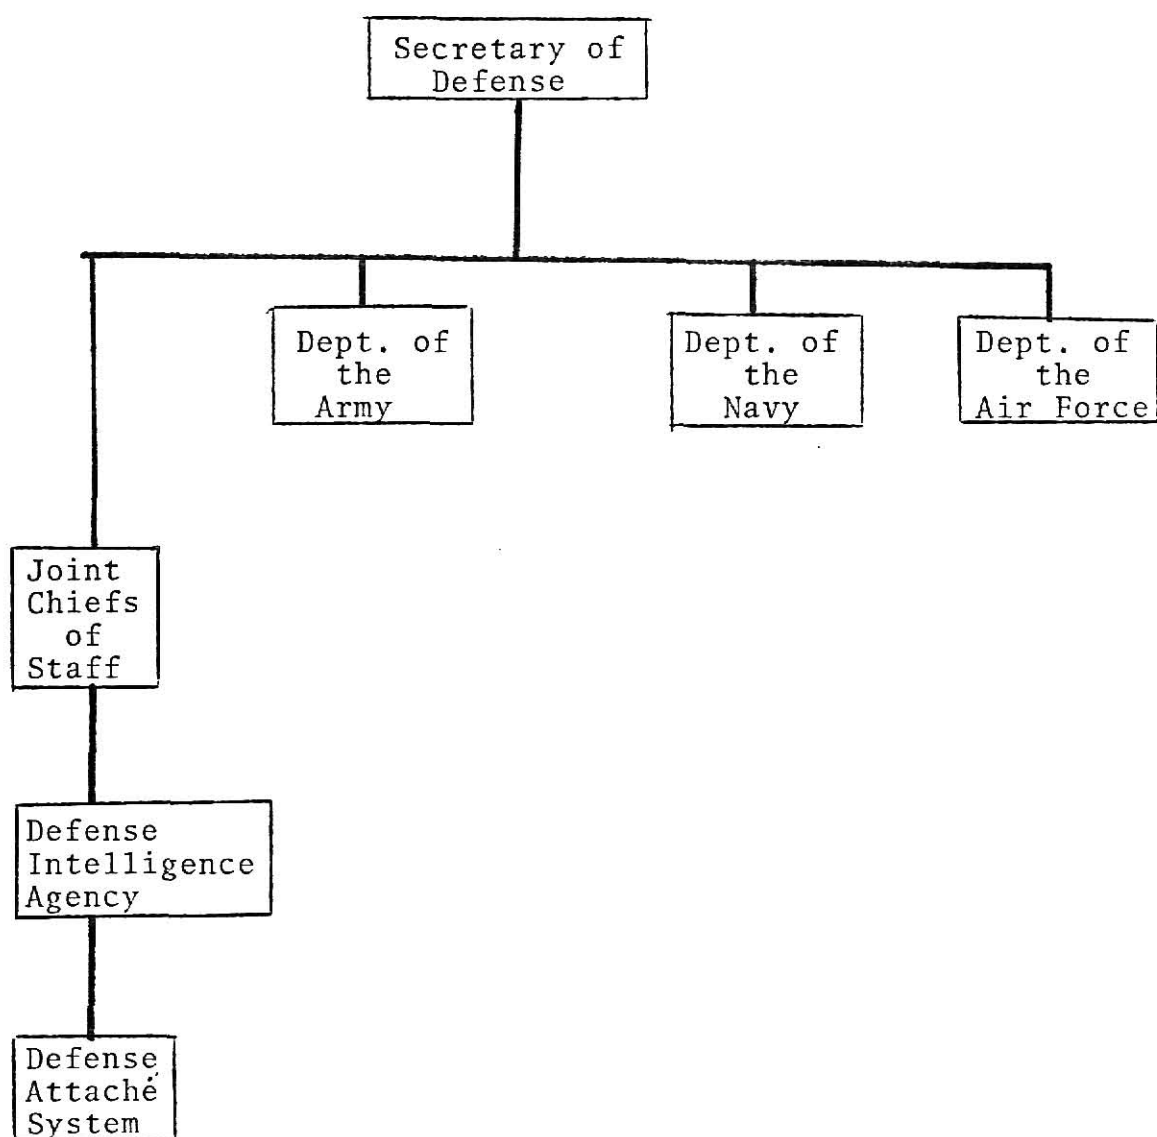 Secretary of
Defense
Dept. of
the
Army
Dept. of
the
Navy
Dept. of
the
Air Force
Joint
Chiefs
of
Staff
Defense
Intelligence
Agency
Defense
Attaché
System